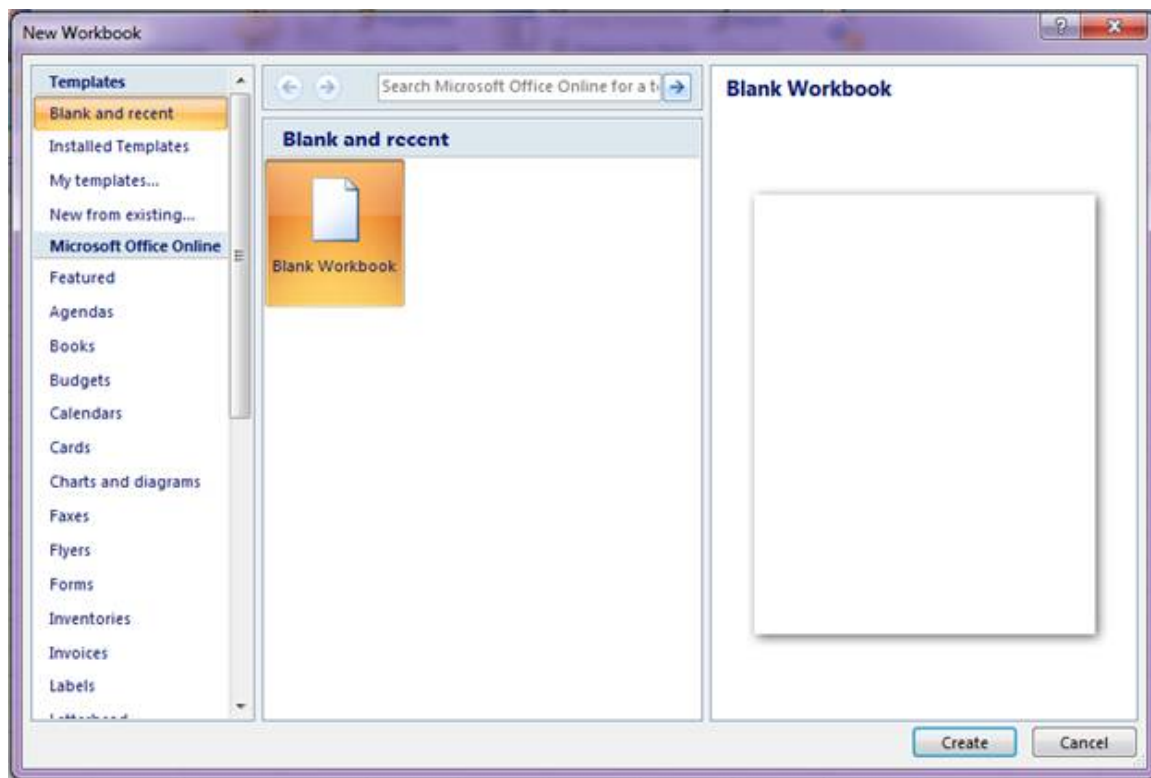 New Workbook
Templates
Blank and recent
Installed Templates
My templates...
New from existing...
Microsoft Office Online
Featured
Agendas
Books
Budgets
Calendars
Cards
Charts and diagrams
Faxes
Flyers
Forms
Inventories
Invoices
Labels
Letterhead
Search Microsoft Office Online for a t
Blank and recent
Blank Workbook
Blank Workbook
Create
Cancel